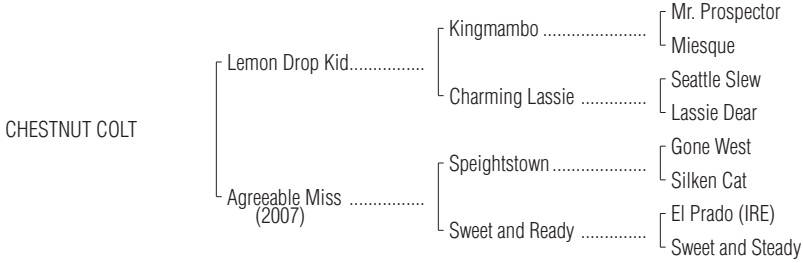 Mr. Prospector
Kingmambo ......................
Miesque
Lemon Drop Kid................
Seattle Slew
Charming Lassie ..............
Lassie Dear
CHESTNUT COLT
Gone West
Speightstown....................
Silken Cat
Agreeable Miss ................
(2007)
El Prado (IRE)
Sweet and Ready ..............
Sweet and Steady